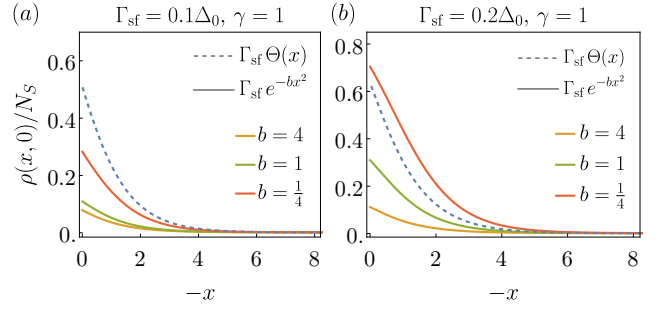 (a) Γsf = 0.1Δ0, γ = 1
ρ(x, 0)/NS
0.6
0.4
0.2
0.
0 2 4 6 8
−x
Γsf Θ(x)
Γsf e^{−bx²}
b = 4
b = 1
b = 1/4
(b) Γsf = 0.2Δ0, γ = 1
0.8
0.6
0.4
0.2
0.
0 2 4 6 8
−x
Γsf Θ(x)
Γsf e^{−bx²}
b = 4
b = 1
b = 1/4